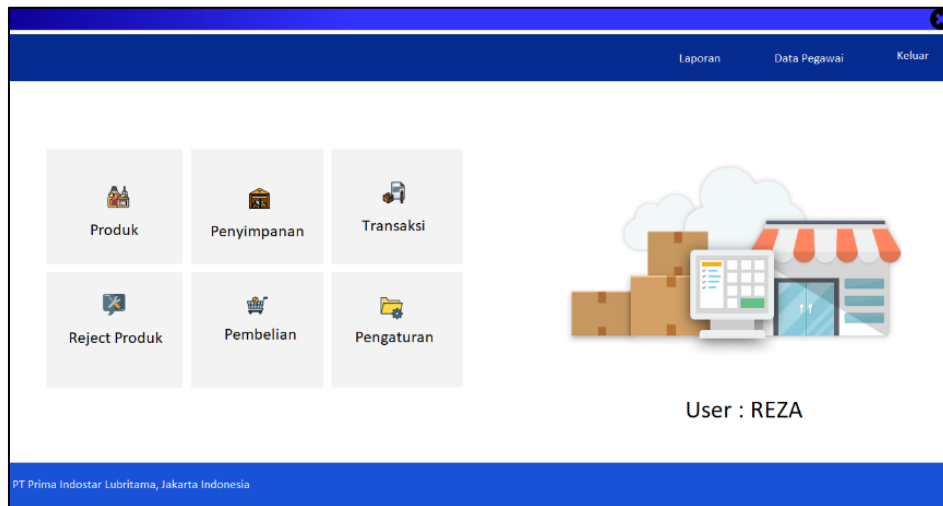 Laporan
Data Pegawai
Keluar
Produk
Penyimpanan
Transaksi
Reject Produk
Pembelian
Pengaturan
User : REZA
PT Prima Indostar Lubritama, Jakarta Indonesia